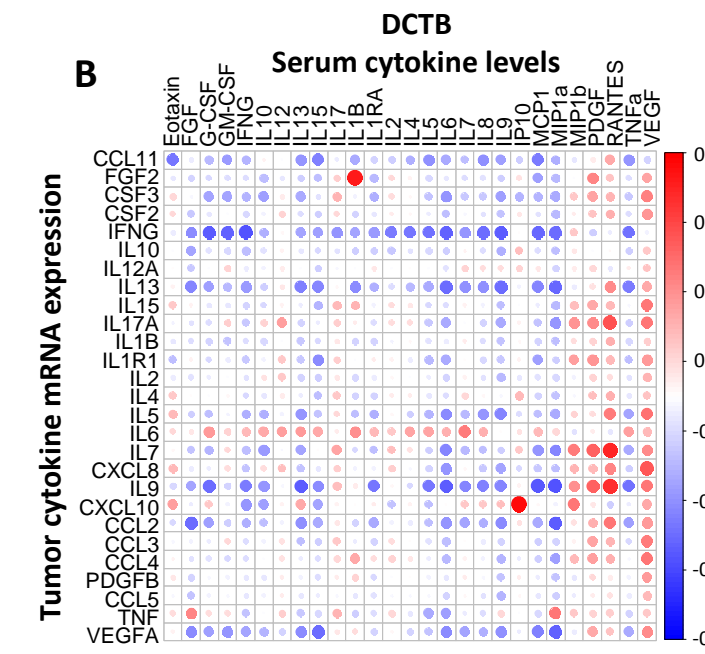 DCTB
Serum cytokine levels
B
Eotaxin
FGF
G-CSF
GM-CSF
IFNG
IL10
IL12
IL13
IL15
IL17
IL1B
IL1RA
IL2
IL4
IL5
IL6
IL7
IL8
IL9
IP10
MCP1
MIP1a
MIP1b
PDGF
RANTES
TNFa
VEGF
Tumor cytokine mRNA expression
CCL11
FGF2
CSF3
CSF2
IFNG
IL10
IL12A
IL13
IL15
IL17A
IL1B
IL1R1
IL2
IL4
IL5
IL6
IL7
CXCL8
IL9
CXCL10
CCL2
CCL3
CCL4
PDGFB
CCL5
TNF
VEGFA
0
0
0
0
-0
-0
-0
-0